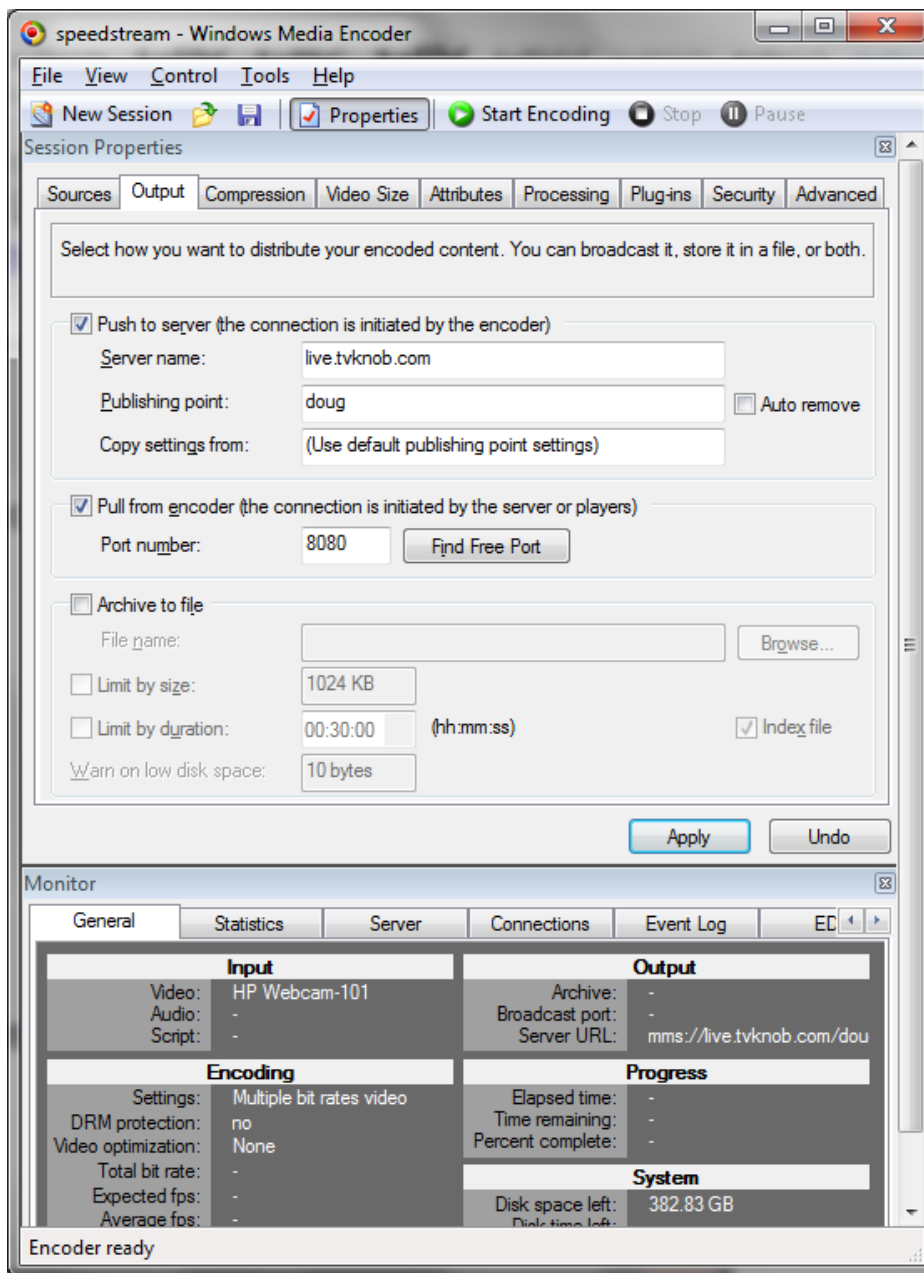 speedstream - Windows Media Encoder
File View Control Tools Help
New Session Properties Start Encoding Stop Pause
Session Properties
Sources Output Compression Video Size Attributes Processing Plug-ins Security Advanced
Select how you want to distribute your encoded content. You can broadcast it, store it in a file, or both.
Push to server (the connection is initiated by the encoder)
Server name: live.tvknob.com
Publishing point: doug Auto remove
Copy settings from: (Use default publishing point settings)
Pull from encoder (the connection is initiated by the server or players)
Port number: 8080 Find Free Port
Archive to file
File name: Browse...
Limit by size: 1024 KB
Limit by duration: 00:30:00 (hh:mm:ss) Index file
Warn on low disk space: 10 bytes
Apply Undo
Monitor
General Statistics Server Connections Event Log ED
Input
Video: HP Webcam-101
Audio: -
Script: -
Output
Archive: -
Broadcast port: -
Server URL: mms://live.tvknob.com/dou
Encoding
Settings: Multiple bit rates video
DRM protection: no
Video optimization: None
Total bit rate: -
Expected fps: -
Average fps: -
Progress
Elapsed time: -
Time remaining: -
Percent complete: -
System
Disk space left: 382.83 GB
Disk time left:
Encoder ready